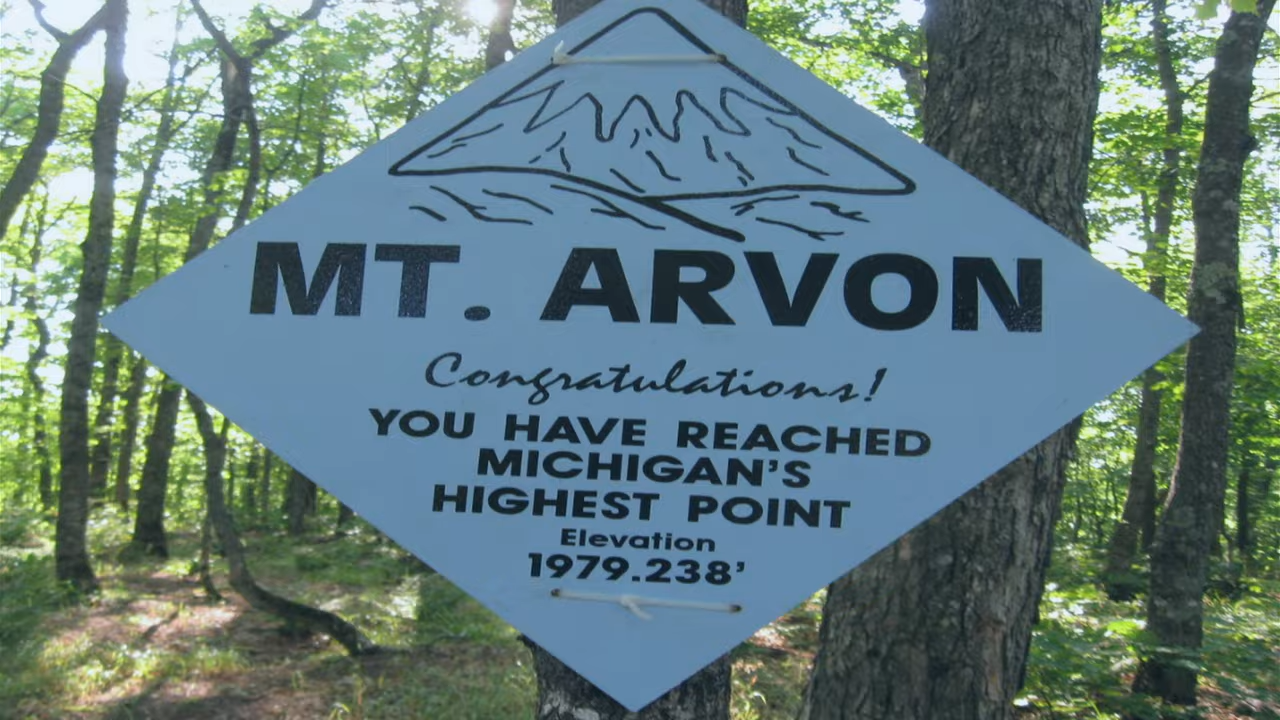 MT. ARVON
Congratulations!
YOU HAVE REACHED
MICHIGAN'S
HIGHEST POINT
Elevation
1979.238'